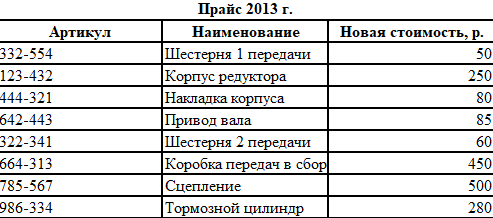 Прайс 2013 г.
Артикул Наименование Новая стоимость, р.
332-554 Шестерня 1 передачи 50
123-432 Корпус редуктора 250
444-321 Накладка корпуса 80
642-443 Привод вала 85
322-341 Шестерня 2 передачи 60
664-313 Коробка передач в сбор 450
785-567 Сцепление 500
986-334 Тормозной цилиндр 280